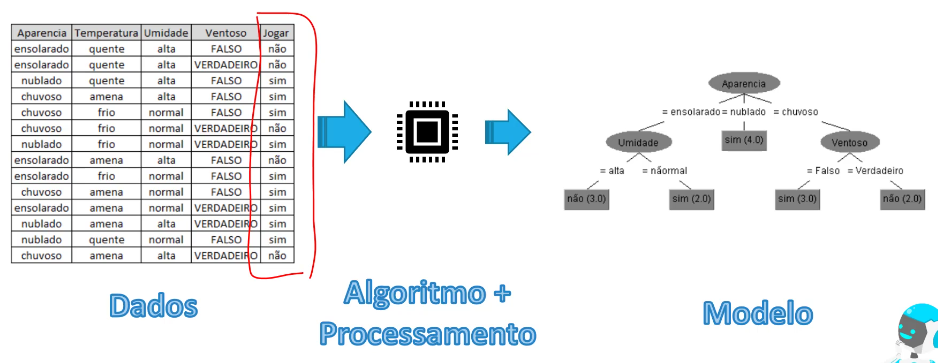 Aparencia Temperatura Umidade Ventoso Jogar
ensolarado quente alta FALSO não
ensolarado quente alta VERDADEIRO não
nublado quente alta FALSO sim
chuvoso amena alta FALSO sim
chuvoso frio normal FALSO sim
chuvoso frio normal VERDADEIRO não
nublado frio normal VERDADEIRO sim
ensolarado amena alta FALSO não
ensolarado frio normal FALSO sim
chuvoso amena normal FALSO sim
ensolarado amena normal VERDADEIRO sim
nublado amena alta VERDADEIRO sim
nublado quente normal FALSO sim
chuvoso amena alta VERDADEIRO não
Dados
Algoritmo +
Processamento
Aparencia
= ensolarado = nublado = chuvoso
Umidade sim (4.0) Ventoso
= alta = nãormal = Falso = Verdadeiro
não (3.0) sim (2.0) sim (3.0) não (2.0)
Modelo